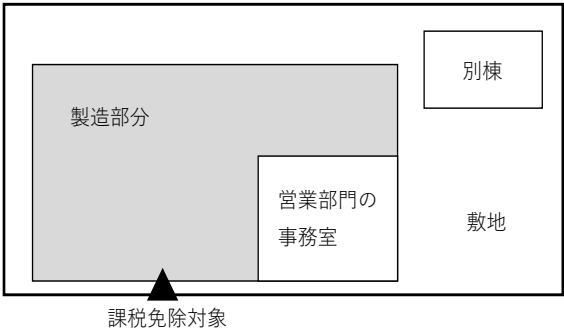 別棟
製造部分
営業部門の
事務室
敷地
課税免除対象